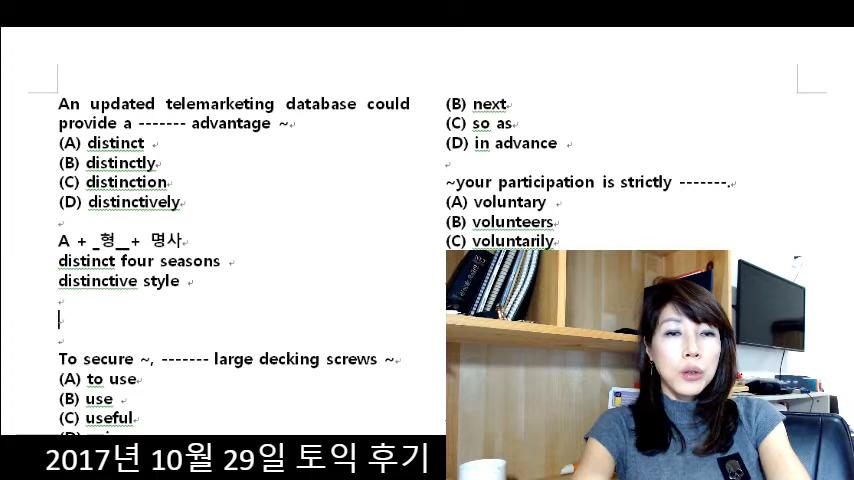 An updated telemarketing database could
provide a ------- advantage ~
(A) distinct
(B) distinctly
(C) distinction
(D) distinctively
A + _형__+ 명사
distinct four seasons
distinctive style
To secure ~, ------- large decking screws ~
(A) to use
(B) use
(C) useful
(B) next
(C) so as
(D) in advance
~your participation is strictly -------.
(A) voluntary
(B) volunteers
(C) voluntarily
2017년 10월 29일 토익 후기